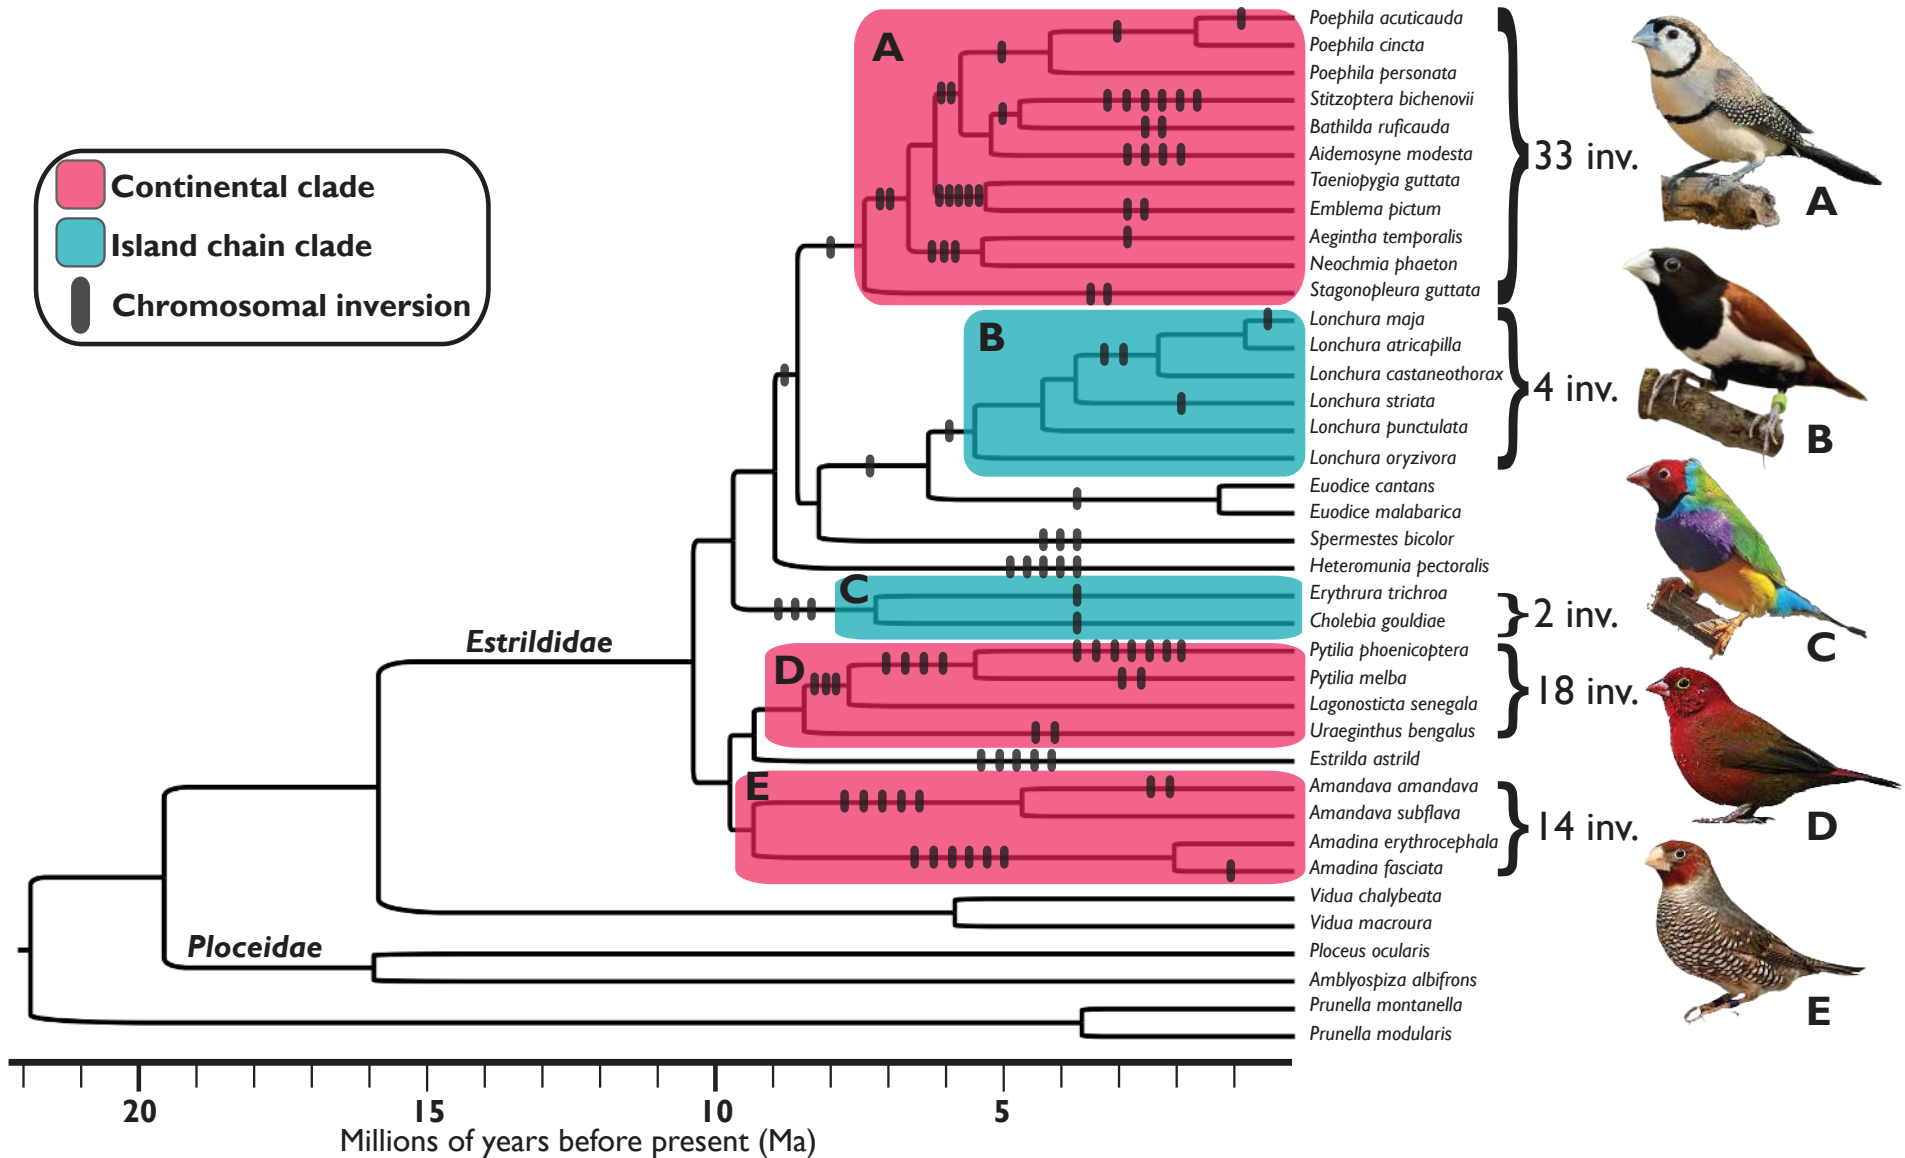 Continental clade
Island chain clade
Chromosomal inversion
Estrildidae
Ploceidae
A
B
C
D
E
Poephila acuticauda
Poephila cincta
Poephila personata
Stitzoptera bichenovii
Bathilda ruficauda
Aidemosyne modesta
Taeniopygia guttata
Emblema pictum
Aegintha temporalis
Neochmia phaeton
Stagonopleura guttata
Lonchura maja
Lonchura atricapilla
Lonchura castaneothorax
Lonchura striata
Lonchura punctulata
Lonchura oryzivora
Euodice cantans
Euodice malabarica
Spermestes bicolor
Heteromunia pectoralis
Erythrura trichroa
Cholebia gouldiae
Pytilia phoenicoptera
Pytilia melba
Lagonosticta senegala
Uraeginthus bengalus
Estrilda astrild
Amandava amandava
Amandava subflava
Amadina erythrocephala
Amadina fasciata
Vidua chalybeata
Vidua macroura
Ploceus ocularis
Amblyospiza albifrons
Prunella montanella
Prunella modularis
33 inv.
4 inv.
2 inv.
18 inv.
14 inv.
A
B
C
D
E
20 15 10 5
Millions of years before present (Ma)